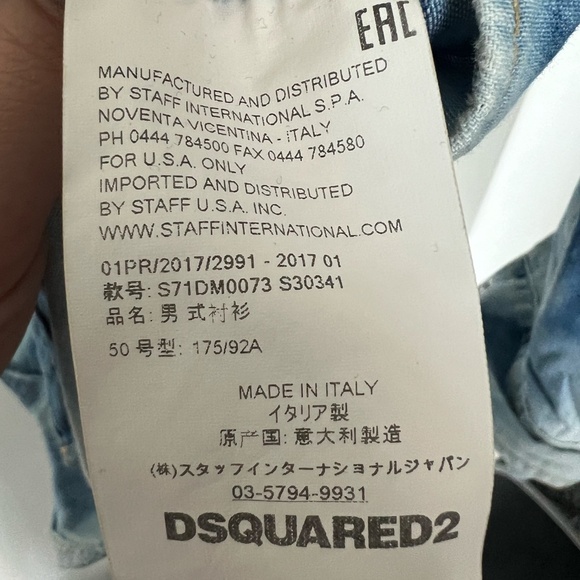 EAC
MANUFACTURED AND DISTRIBUTED
BY STAFF INTERNATIONAL S.P.A.
NOVENTA VICENTINA - ITALY
PH 0444 784500 FAX 0444 784580
FOR U.S.A. ONLY
IMPORTED AND DISTRIBUTED
BY STAFF U.S.A. INC.
WWW.STAFFINTERNATIONAL.COM
01PR/2017/2991 - 2017 01
款号: S71DM0073 S30341
品名: 男 式衬衫
50 号型: 175/92A
MADE IN ITALY
イタリア製
原产国: 意大利製造
(株)スタッフインターナショナルジャパン
03-5794-9931
DSQUARED2